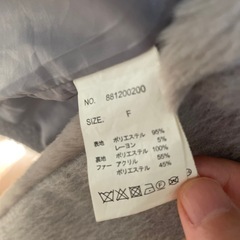 NO. 881200200
SIZE. F
表地 ポリエステル 95%
レーヨン 5%
裏地 ポリエステル 100%
ファー アクリル 55%
ポリエステル 45%